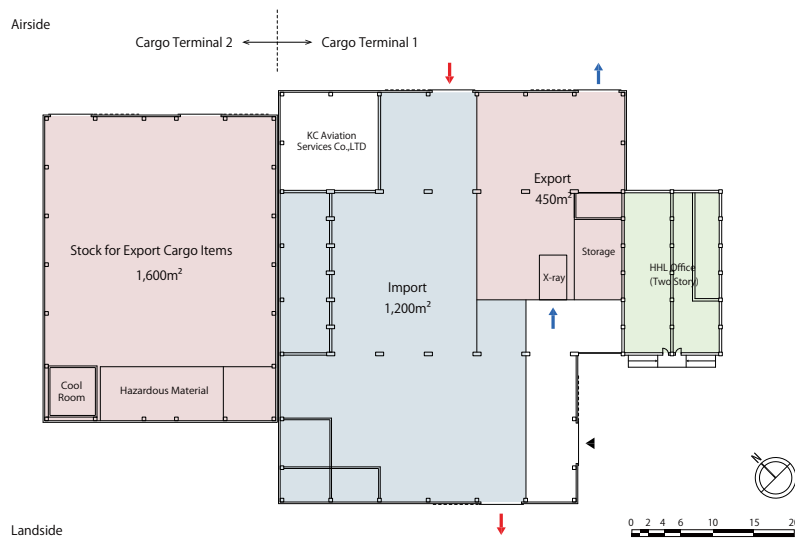 Airside
Cargo Terminal 2
Cargo Terminal 1
KC Aviation
Services Co.,LTD
Export
450m²
Stock for Export Cargo Items
1,600m²
Storage
HHL Office
(Two Story)
X-ray
Import
1,200m²
Cool
Room
Hazardous Material
N
Landside
0 2 4 6 10 15 20